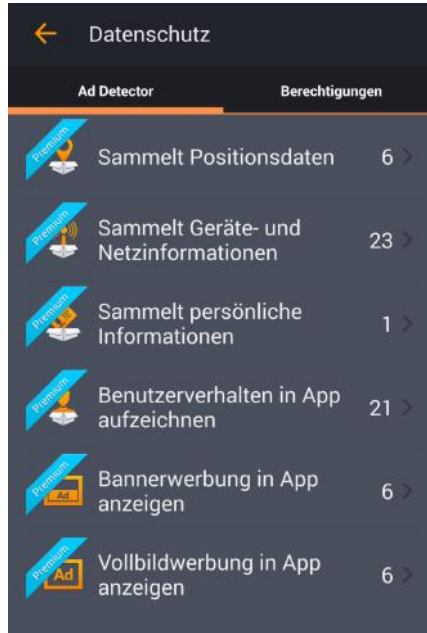 Datenschutz
Ad Detector Berechtigungen
Premium
Sammelt Positionsdaten 6
Premium
Sammelt Geräte- und
Netzinformationen
23
Premium
Sammelt persönliche
Informationen
1
Premium
Benutzerverhalten in App
aufzeichnen
21
Premium
Ad
Bannerwerbung in App
anzeigen
6
Premium
Ad
Vollbildwerbung in App
anzeigen
6